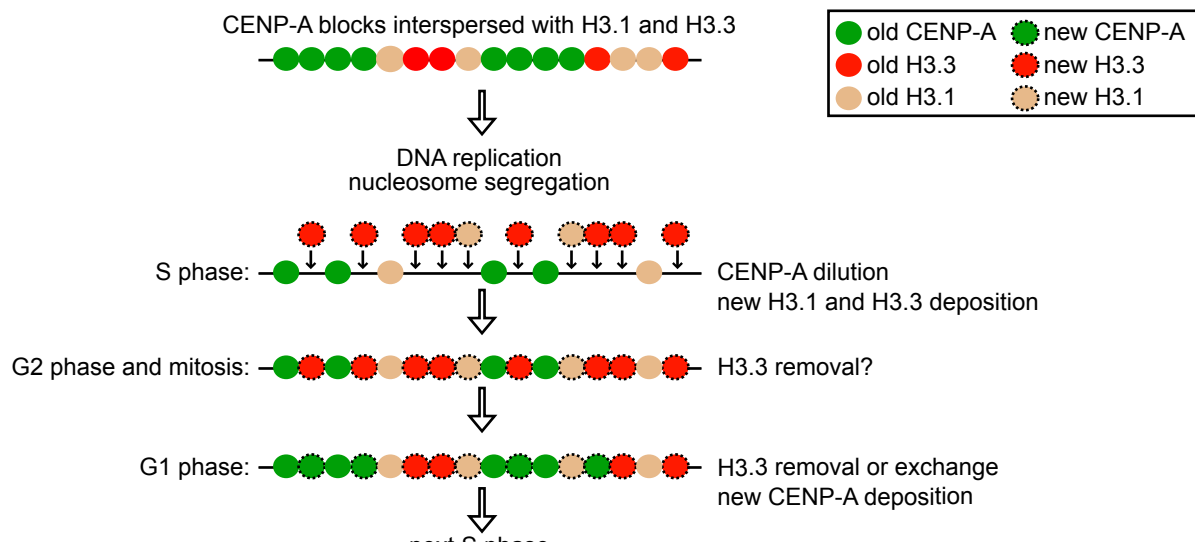 CENP-A blocks interspersed with H3.1 and H3.3
old CENP-A
new CENP-A
old H3.3
new H3.3
old H3.1
new H3.1
DNA replication
nucleosome segregation
S phase:
CENP-A dilution
new H3.1 and H3.3 deposition
G2 phase and mitosis:
H3.3 removal?
G1 phase:
H3.3 removal or exchange
new CENP-A deposition
next S phase